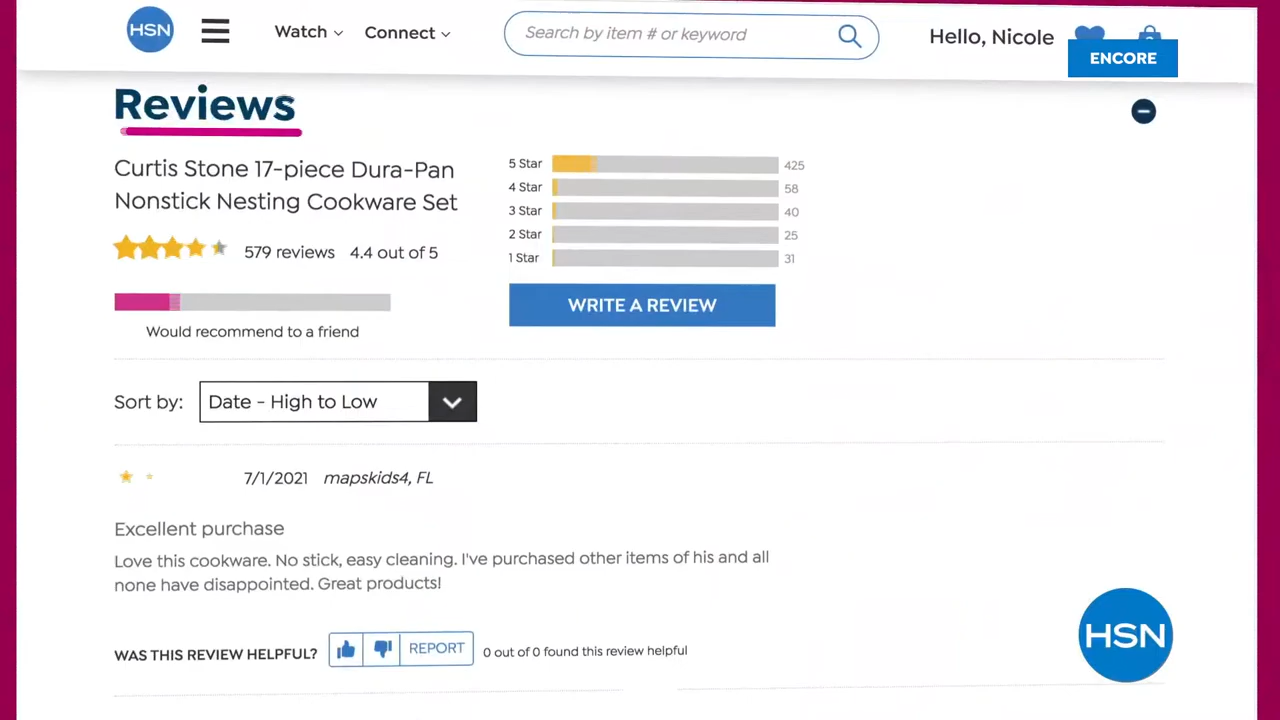 HSN
Watch
Connect
Search by item # or keyword
Hello, Nicole
ENCORE
Reviews
Curtis Stone 17-piece Dura-Pan
Nonstick Nesting Cookware Set
579 reviews 4.4 out of 5
Would recommend to a friend
5 Star 425
4 Star 58
3 Star 40
2 Star 25
1 Star 31
WRITE A REVIEW
Sort by: Date - High to Low
7/1/2021 mapskids4, FL
Excellent purchase
Love this cookware. No stick, easy cleaning. I've purchased other items of his and all
none have disappointed. Great products!
WAS THIS REVIEW HELPFUL? REPORT 0 out of 0 found this review helpful
HSN